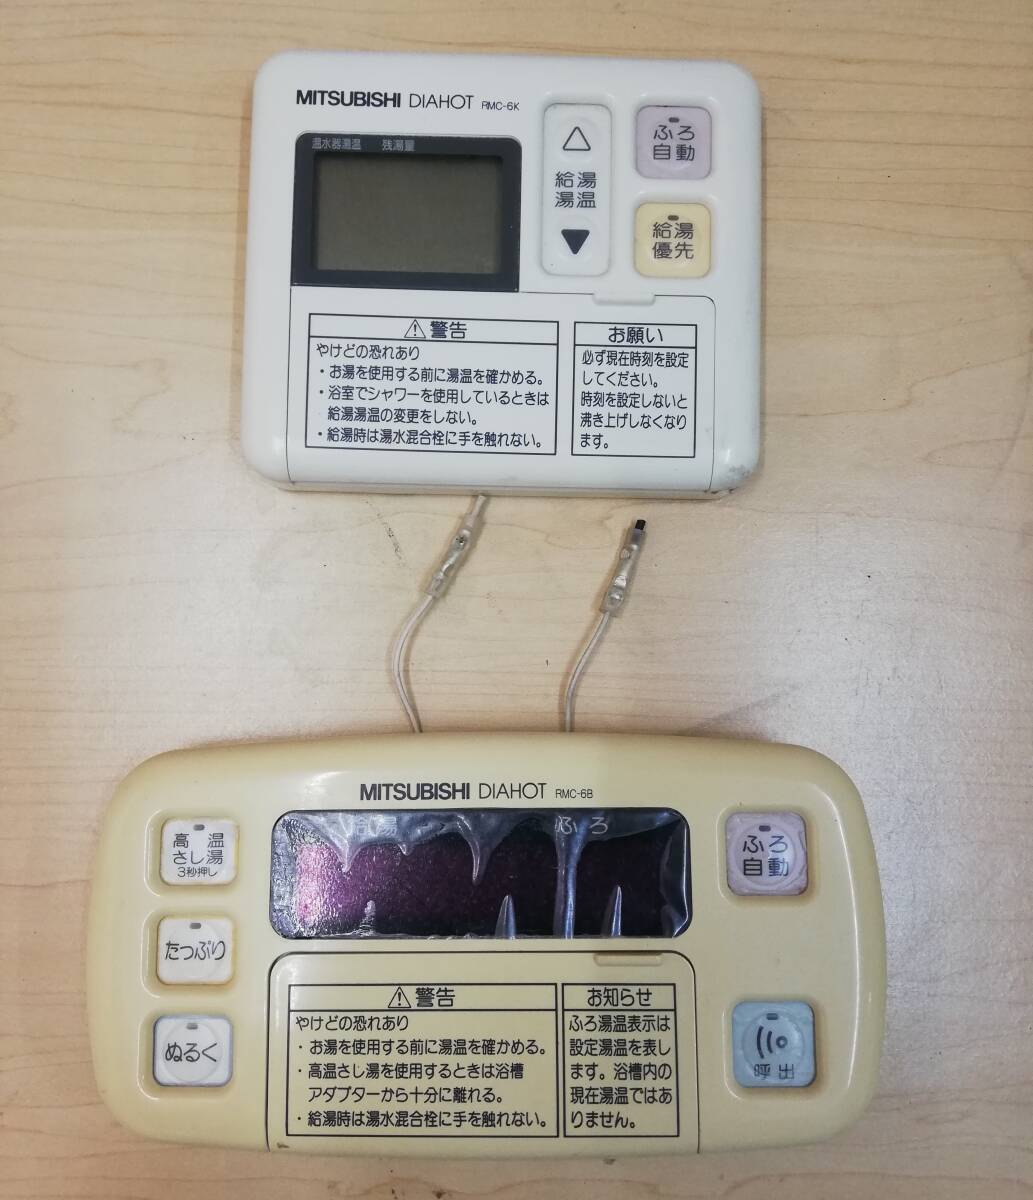 MITSUBISHI DIAHOT RMC-6K
温水器湯温 残湯量
給湯
湯温
ふろ
自動
給湯
優先
警告
やけどの恐れあり
・お湯を使用する前に湯温を確かめる。
・浴室でシャワーを使用しているときは
給湯湯温の変更をしない。
・給湯時は湯水混合栓に手を触れない。
お願い
必ず現在時刻を設定
してください。
時刻を設定しないと
沸き上げしなくなり
ます。
MITSUBISHI DIAHOT RMC-6B
高温
さし湯
3秒押し
たっぷり
ぬるく
給湯 ふろ
ふろ
自動
呼出
警告
やけどの恐れあり
・お湯を使用する前に湯温を確かめる。
・高温さし湯を使用するときは浴槽
アダプターから十分に離れる。
・給湯時は湯水混合栓に手を触れない。
お知らせ
ふろ湯温表示は
設定湯温を表し
ます。浴槽内の
現在湯温ではあ
りません。